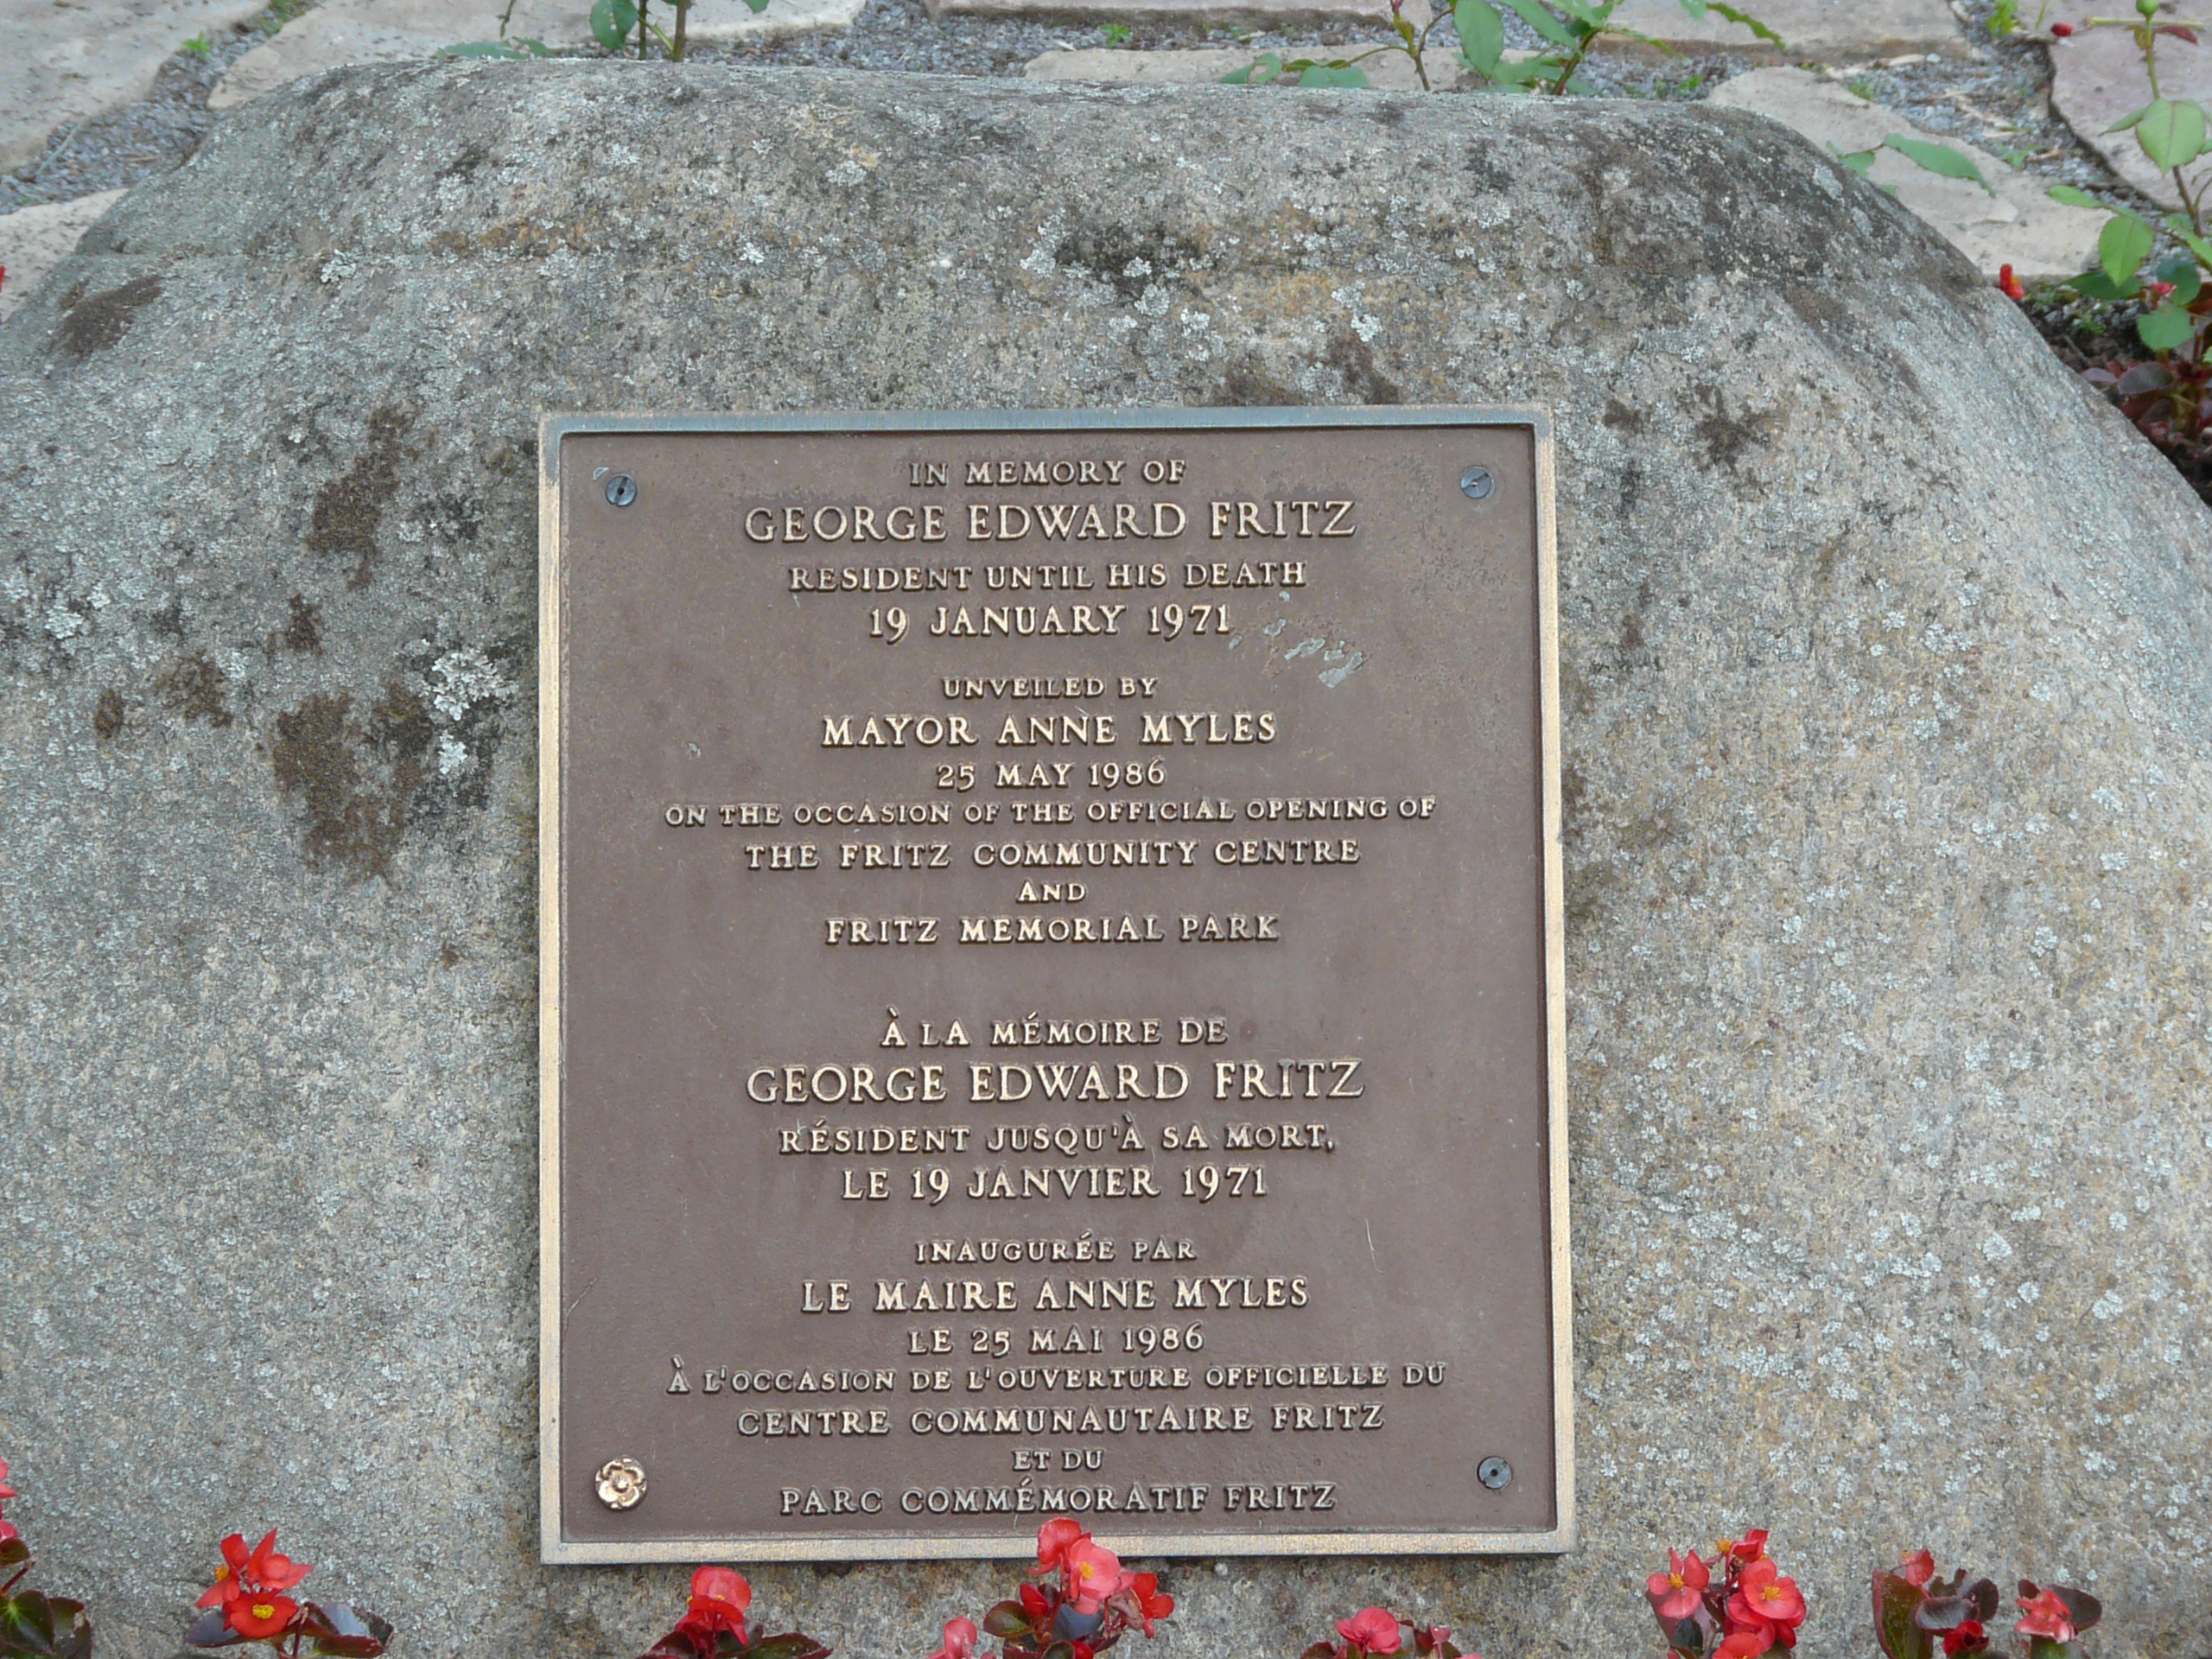 IN MEMORY OF
GEORGE EDWARD FRITZ
RESIDENT UNTIL HIS DEATH
19 JANUARY 1971
UNVEILED BY
MAYOR ANNE MYLES
25 MAY 1986
ON THE OCCASION OF THE OFFICIAL OPENING OF
THE FRITZ COMMUNITY CENTRE
AND
FRITZ MEMORIAL PARK
À LA MÉMOIRE DE
GEORGE EDWARD FRITZ
RÉSIDENT JUSQU'À SA MORT,
LE 19 JANVIER 1971
INAUGURÉE PAR
LE MAIRE ANNE MYLES
LE 25 MAI 1986
À L'OCCASION DE L'OUVERTURE OFFICIELLE DU
CENTRE COMMUNAUTAIRE FRITZ
ET DU
PARC COMMÉMORATIF FRITZ